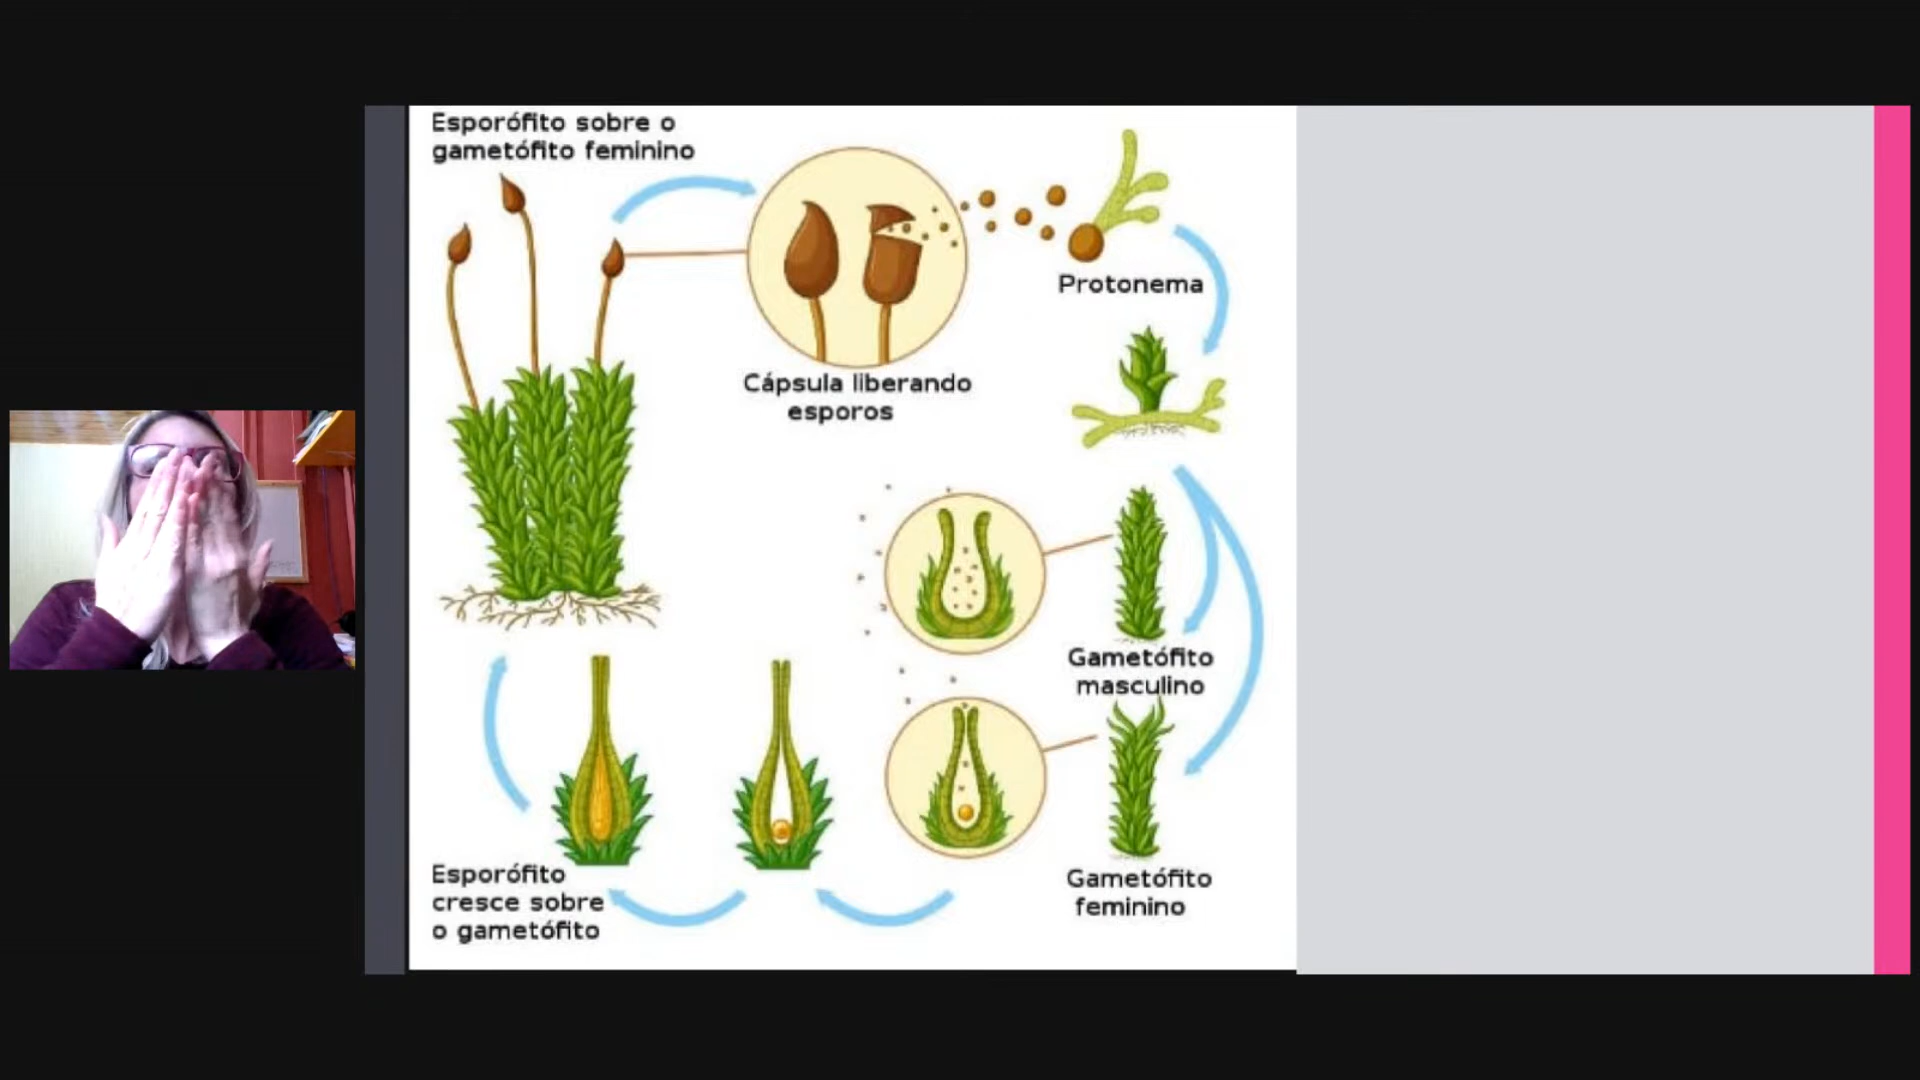 Esporófito sobre o
gametófito feminino
Protonema
Cápsula liberando
esporos
Gametófito
masculino
Gametófito
feminino
Esporófito
cresce sobre
o gametófito